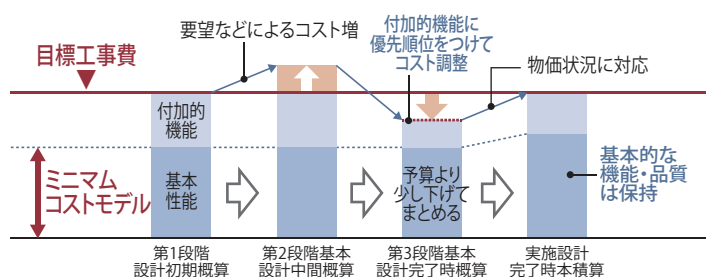 要望などによるコスト増
付加的機能に
優先順位をつけて
コスト調整
目標工事費
物価状況に対応
付加的
機能
ミニマム
コストモデル
基本
性能
予算より
少し下げて
まとめる
基本的な
機能・品質
は保持
第1段階
設計初期概算
第2段階基本
設計中間概算
第3段階基本
設計完了時概算
実施設計
完了時本積算